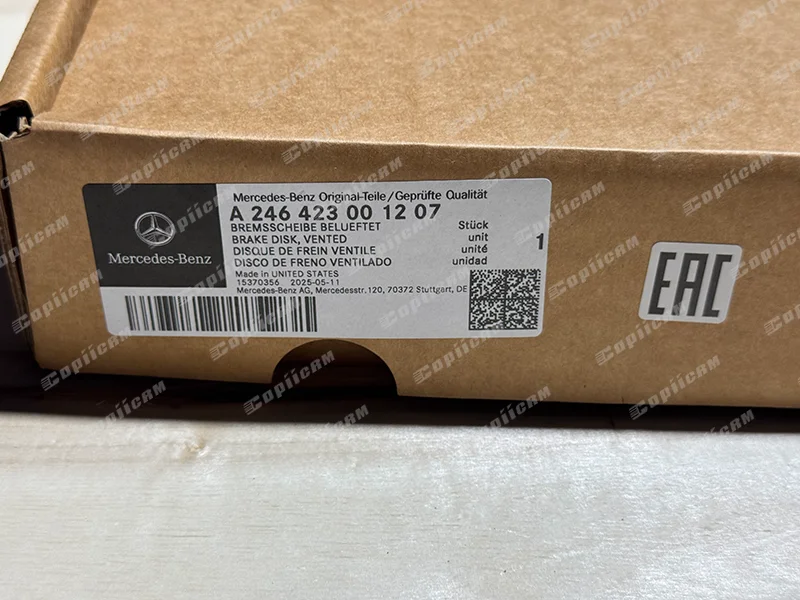 Mercedes-Benz Original-Teile/Geprüfte Qualität
A 246 423 00 12 07
BREMSSCHEIBE BELUEFTET Stück
BRAKE DISK, VENTED unit 1
DISQUE DE FREIN VENTILE unité
DISCO DE FRENO VENTILADO unidad
Made in UNITED STATES
15370356 2025-05-11
Mercedes-Benz AG, Mercedesstr.120, 70372 Stuttgart, DE
Mercedes-Benz
EAC
CopiiCAM